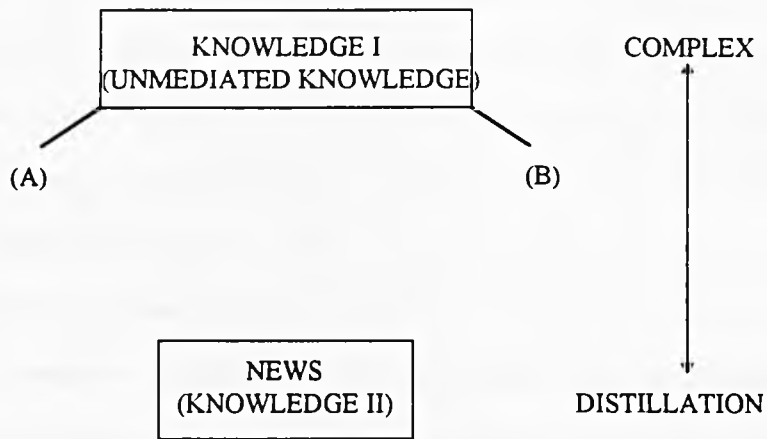 KNOWLEDGE I
(UNMEDIATED KNOWLEDGE)
COMPLEX
(A)
(B)
NEWS
(KNOWLEDGE II)
DISTILLATION